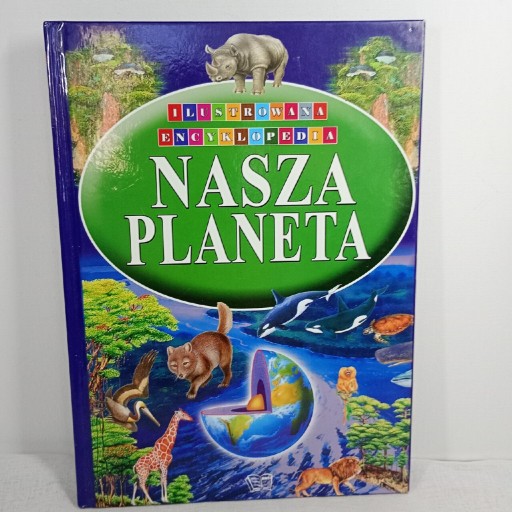 ILUSTROWANA
ENCYKLOPEDIA
NASZA
PLANETA